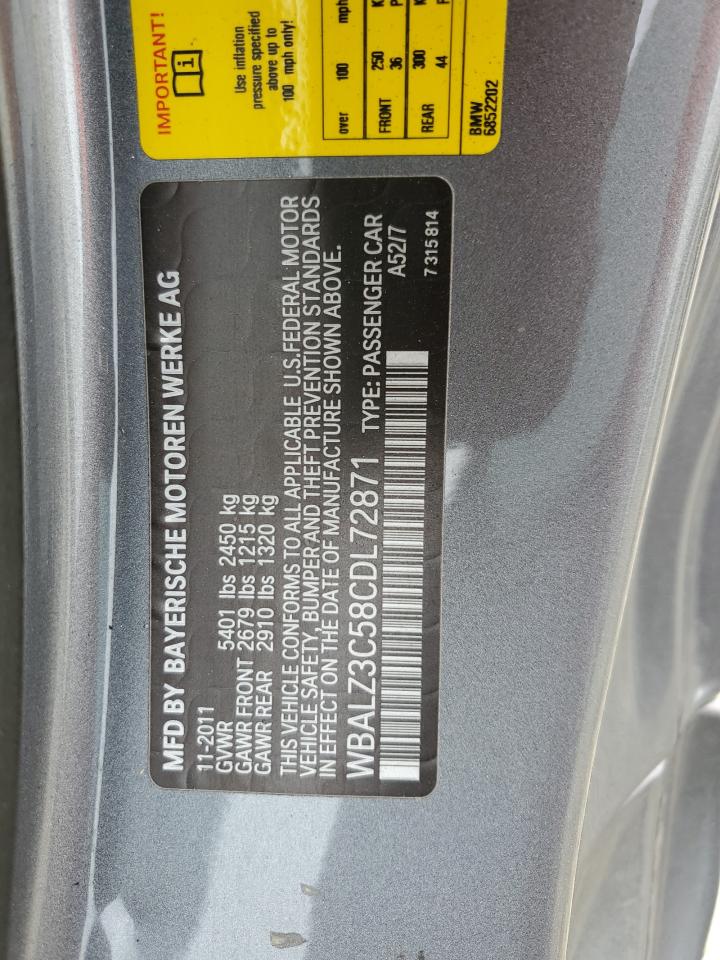 MFD BY BAYERISCHE MOTOREN WERKE AG
11-2011
GVWR 5401 lbs 2450 kg
GAWR FRONT 2679 lbs 1215 kg
GAWR REAR 2910 lbs 1320 kg
THIS VEHICLE CONFORMS TO ALL APPLICABLE U.S.FEDERAL MOTOR
VEHICLE SAFETY, BUMPER AND THEFT PREVENTION STANDARDS
IN EFFECT ON THE DATE OF MANUFACTURE SHOWN ABOVE.
WBALZ3C58CDL72871 TYPE: PASSENGER CAR
A52/7
7 315 814
IMPORTANT!
Use inflation
pressure specified
above up to
100 mph only!
over 100 mph
FRONT 250
36
REAR 300
44
BMW
6852202